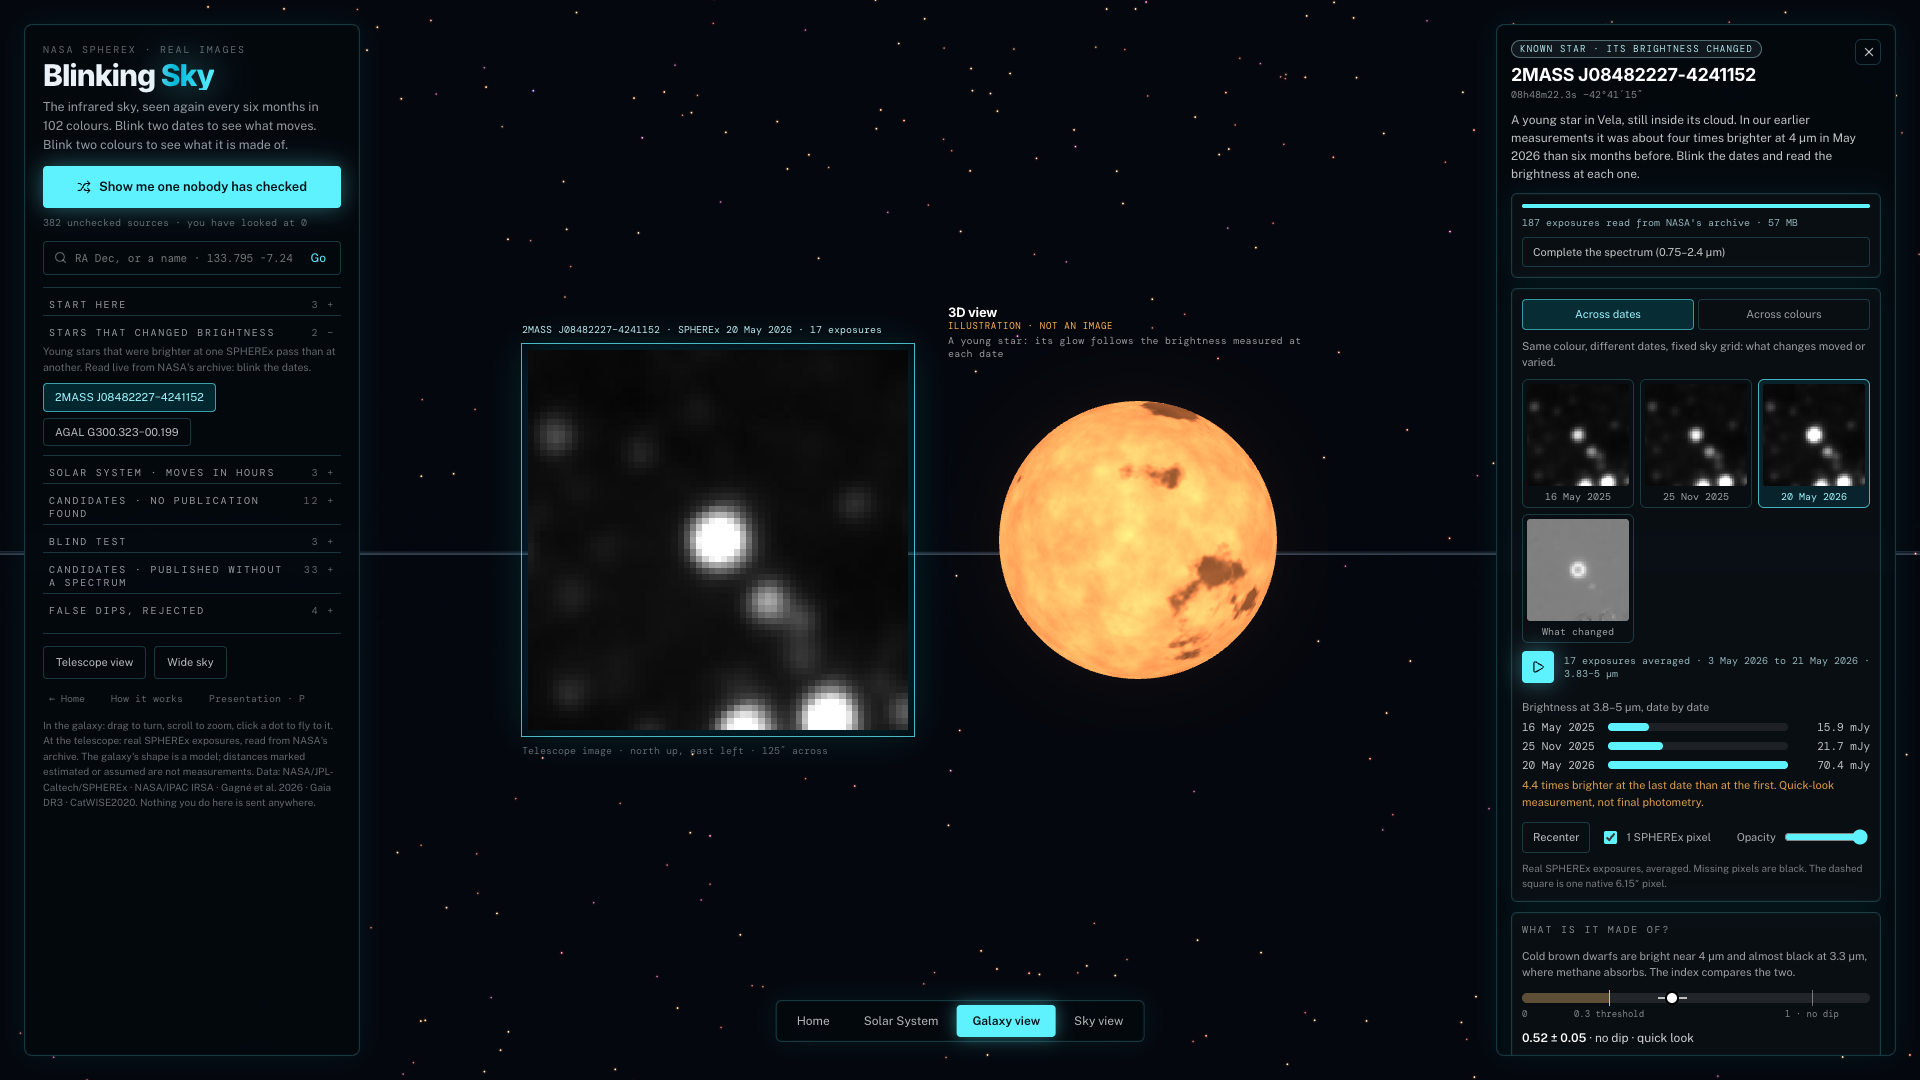 NASA SPHEREX · REAL IMAGES
Blinking Sky
The infrared sky, seen again every six months in
102 colours. Blink two dates to see what moves.
Blink two colours to see what it is made of.
Show me one nobody has checked
382 unchecked sources · you have looked at 0
RA Dec, or a name · 133.795 -7.24
Go
START HERE 3 +
STARS THAT CHANGED BRIGHTNESS 2 −
Young stars that were brighter at one SPHEREx pass than at
another. Read live from NASA's archive: blink the dates.
2MASS J08482227-4241152
AGAL G300.323-00.199
SOLAR SYSTEM · MOVES IN HOURS 3 +
CANDIDATES · NO PUBLICATION
FOUND 12 +
BLIND TEST 3 +
CANDIDATES · PUBLISHED WITHOUT
A SPECTRUM 33 +
FALSE DIPS, REJECTED 4 +
Telescope view
Wide sky
← Home How it works Presentation · P
In the galaxy: drag to turn, scroll to zoom, click a dot to fly to it.
At the telescope: real SPHEREx exposures, read from NASA's
archive. The galaxy's shape is a model; distances marked
estimated or assumed are not measurements. Data: NASA/JPL-
Caltech/SPHEREx · NASA/IPAC IRSA · Gagné et al. 2026 · Gaia
DR3 · CatWISE2020. Nothing you do here is sent anywhere.
2MASS J08482227-4241152 · SPHEREx 20 May 2026 · 17 exposures
Telescope image · north up, east left · 125″ across
3D view
ILLUSTRATION · NOT AN IMAGE
A young star: its glow follows the brightness measured at
each date
Home
Solar System
Galaxy view
Sky view
KNOWN STAR · ITS BRIGHTNESS CHANGED
2MASS J08482227-4241152
08h48m22.3s −42°41′15″
A young star in Vela, still inside its cloud. In our earlier
measurements it was about four times brighter at 4 µm in May
2026 than six months before. Blink the dates and read the
brightness at each one.
187 exposures read from NASA's archive · 57 MB
Complete the spectrum (0.75–2.4 µm)
Across dates
Across colours
Same colour, different dates, fixed sky grid: what changes moved or
varied.
16 May 2025
25 Nov 2025
20 May 2026
What changed
17 exposures averaged · 3 May 2026 to 21 May 2026 ·
3.83–5 µm
Brightness at 3.8–5 µm, date by date
16 May 2025 15.9 mJy
25 Nov 2025 21.7 mJy
20 May 2026 70.4 mJy
4.4 times brighter at the last date than at the first. Quick-look
measurement, not final photometry.
Recenter
1 SPHEREx pixel
Opacity
Real SPHEREx exposures, averaged. Missing pixels are black. The dashed
square is one native 6.15″ pixel.
WHAT IS IT MADE OF?
Cold brown dwarfs are bright near 4 µm and almost black at 3.3 µm,
where methane absorbs. The index compares the two.
0 0.3 threshold 1 · no dip
0.52 ± 0.05 · no dip · quick look